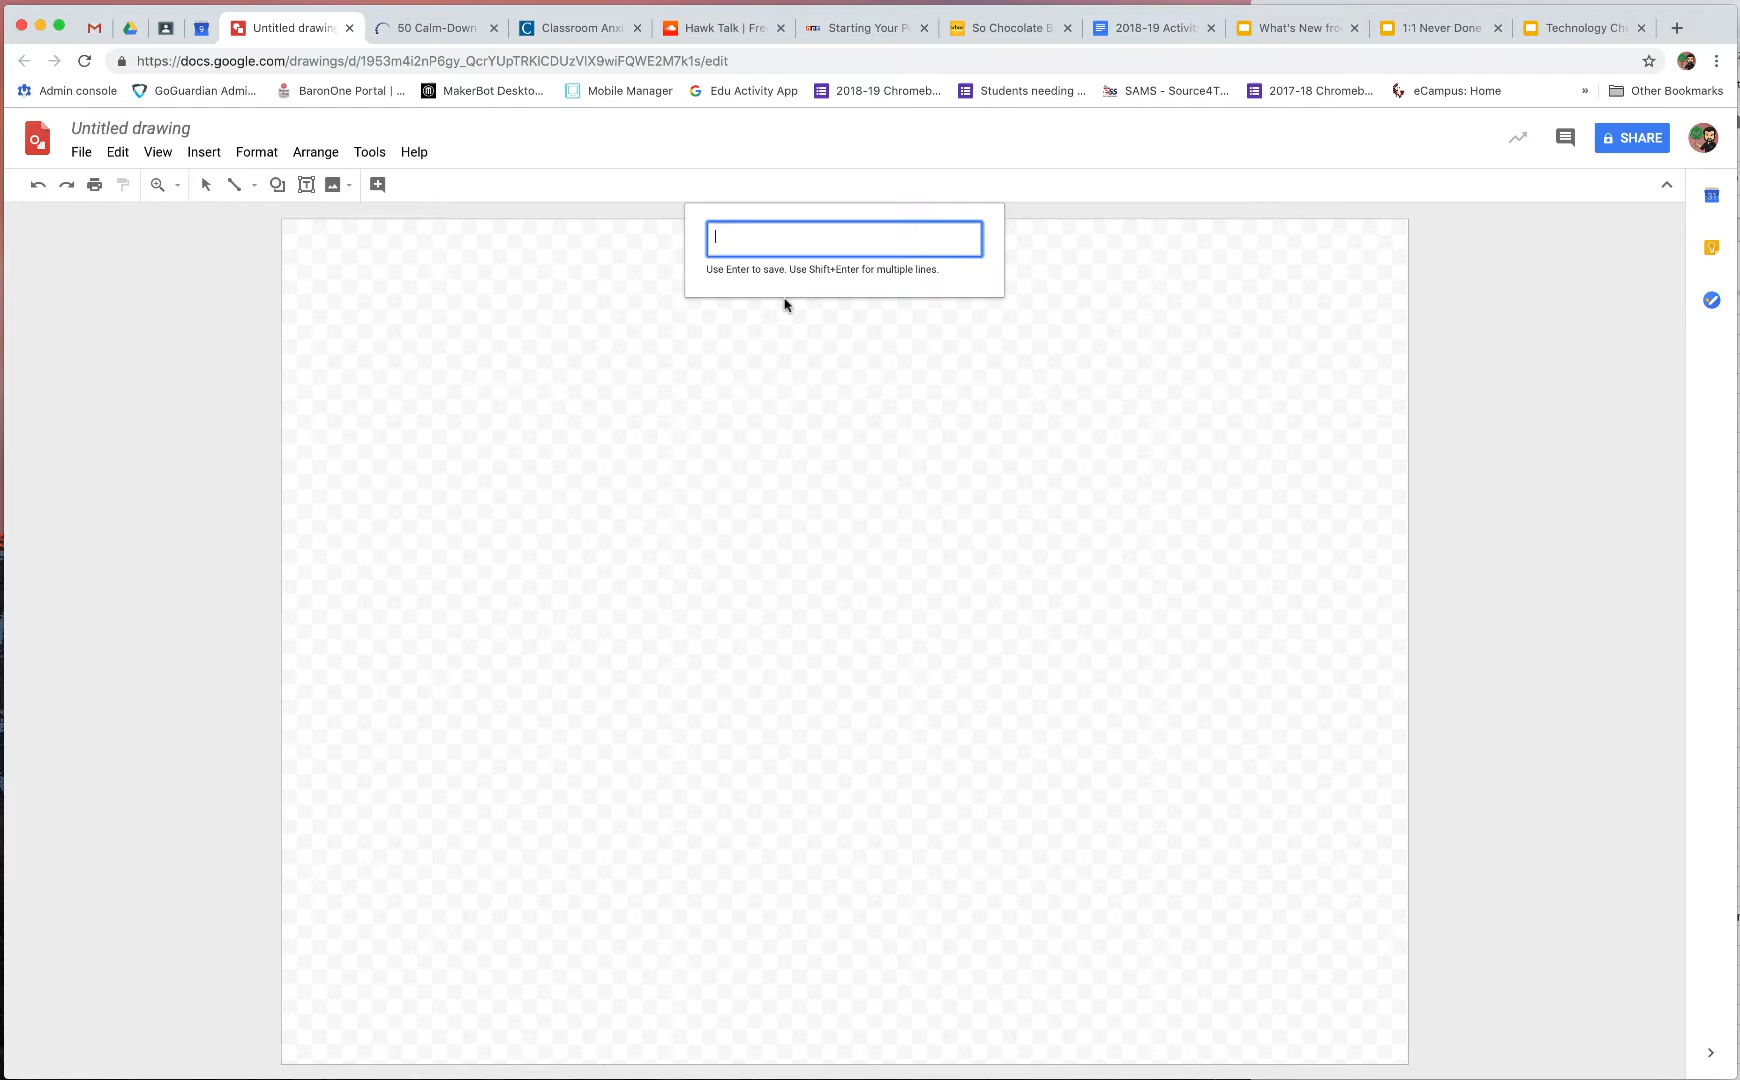 Untitled drawing
50 Calm-Down
Classroom Anxi
Hawk Talk | Fre
Starting Your P
So Chocolate B
2018-19 Activit
What's New fro
1:1 Never Done
Technology Ch
https://docs.google.com/drawings/d/1953m4i2nP6gy_QcrYUpTRKlCDUzVlX9wiFQWE2M7k1s/edit
Admin console
GoGuardian Admi...
BaronOne Portal | ...
MakerBot Deskto...
Mobile Manager
Edu Activity App
2018-19 Chromeb...
Students needing ...
SAMS - Source4T...
2017-18 Chromeb...
eCampus: Home
»
Other Bookmarks
Untitled drawing
File Edit View Insert Format Arrange Tools Help
SHARE
Use Enter to save. Use Shift+Enter for multiple lines.
31